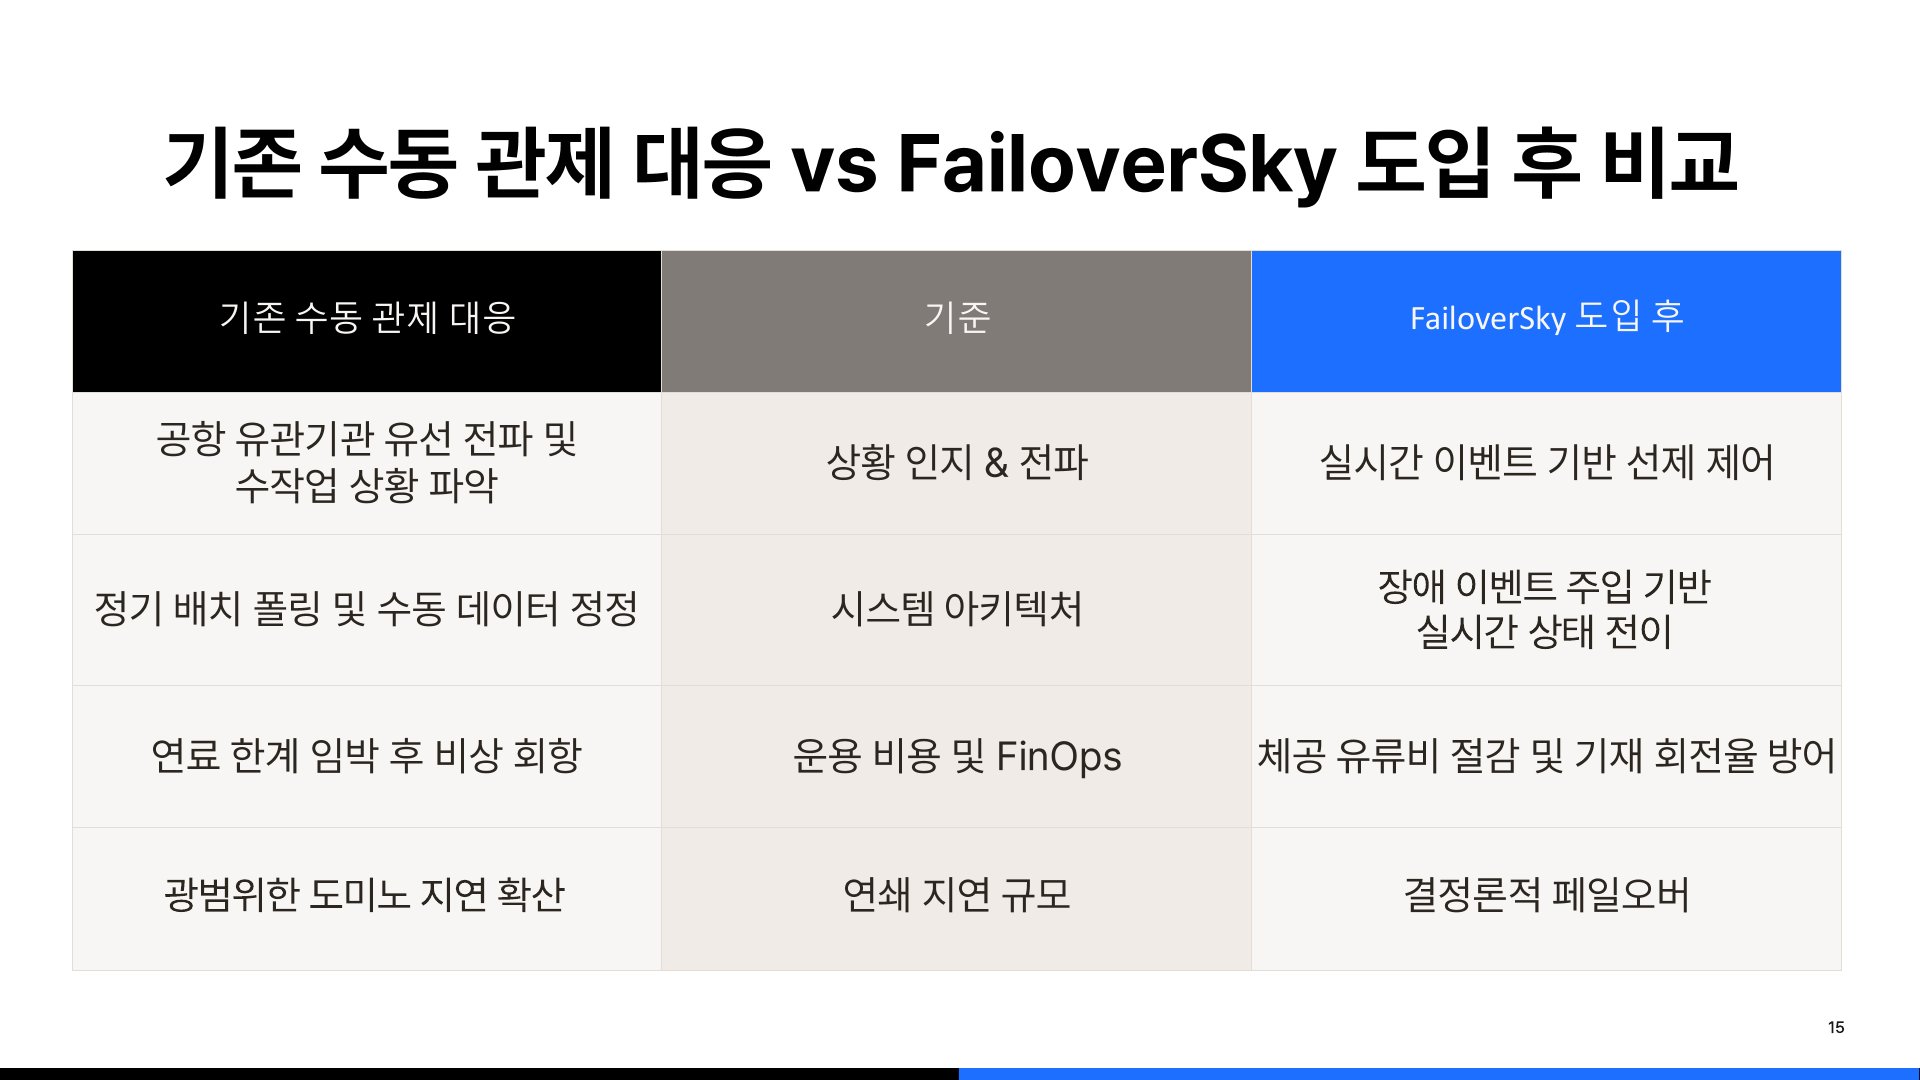 기존 수동 관제 대응 vs FailoverSky 도입 후 비교
기존 수동 관제 대응
기준
FailoverSky 도입 후
공항 유관기관 유선 전파 및
수작업 상황 파악
상황 인지 & 전파
실시간 이벤트 기반 선제 제어
정기 배치 폴링 및 수동 데이터 정정
시스템 아키텍처
장애 이벤트 주입 기반
실시간 상태 전이
연료 한계 임박 후 비상 회항
운용 비용 및 FinOps
체공 유류비 절감 및 기재 회전율 방어
광범위한 도미노 지연 확산
연쇄 지연 규모
결정론적 페일오버
15